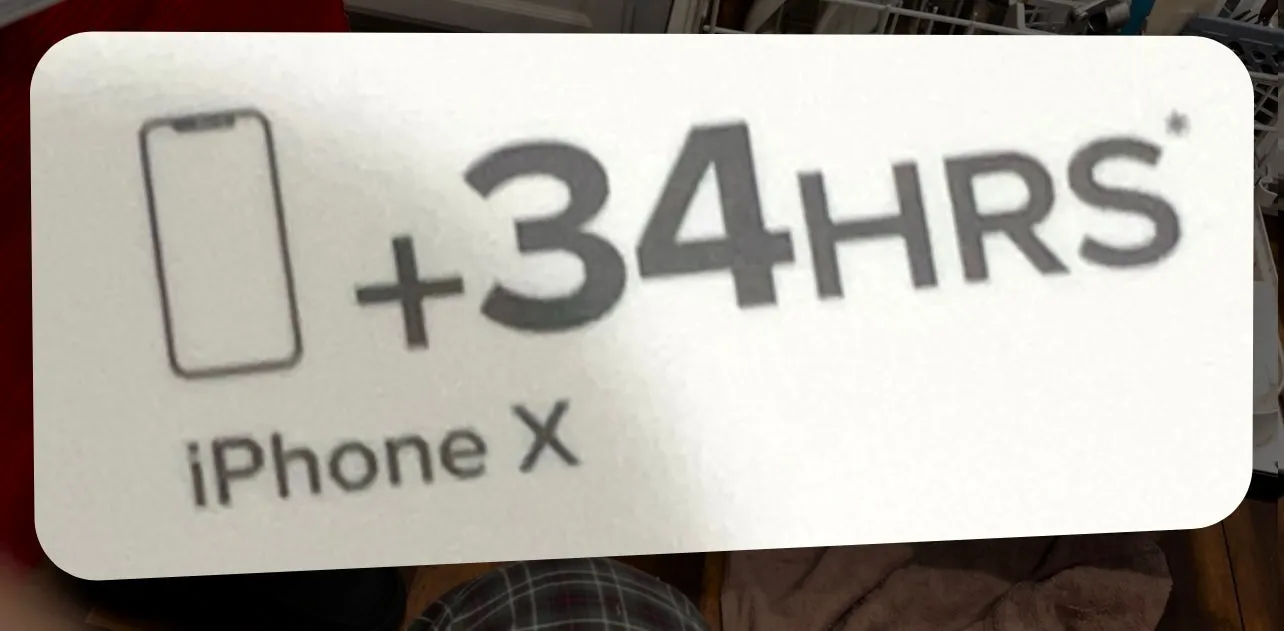 +34HRS*
iPhone X